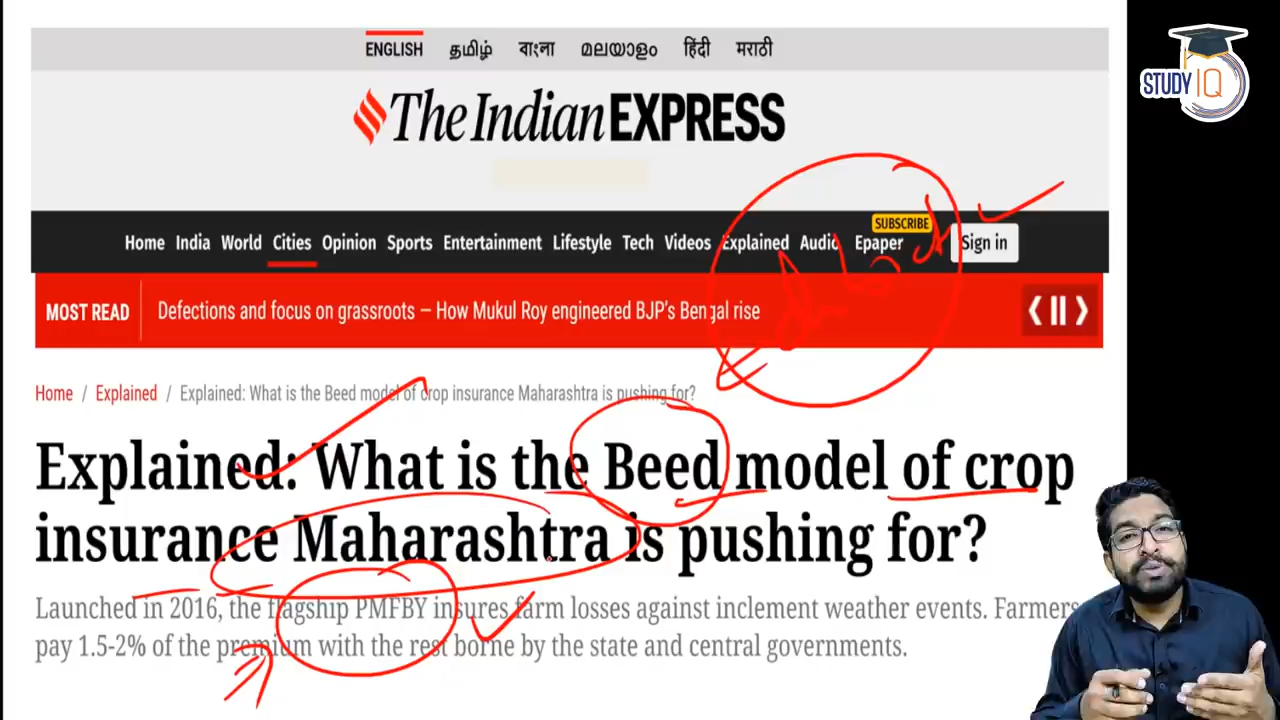 ENGLISH தமிழ் বাংলা മലയാളം हिंदी मराठी
STUDY IQ
The Indian EXPRESS
SUBSCRIBE
Home India World Cities Opinion Sports Entertainment Lifestyle Tech Videos Explained Audio Epaper Sign in
MOST READ Defections and focus on grassroots – How Mukul Roy engineered BJP's Bengal rise
Home / Explained / Explained: What is the Beed model of crop insurance Maharashtra is pushing for?
Explained: What is the Beed model of crop
insurance Maharashtra is pushing for?
Launched in 2016, the flagship PMFBY insures farm losses against inclement weather events. Farmers
pay 1.5-2% of the premium with the rest borne by the state and central governments.